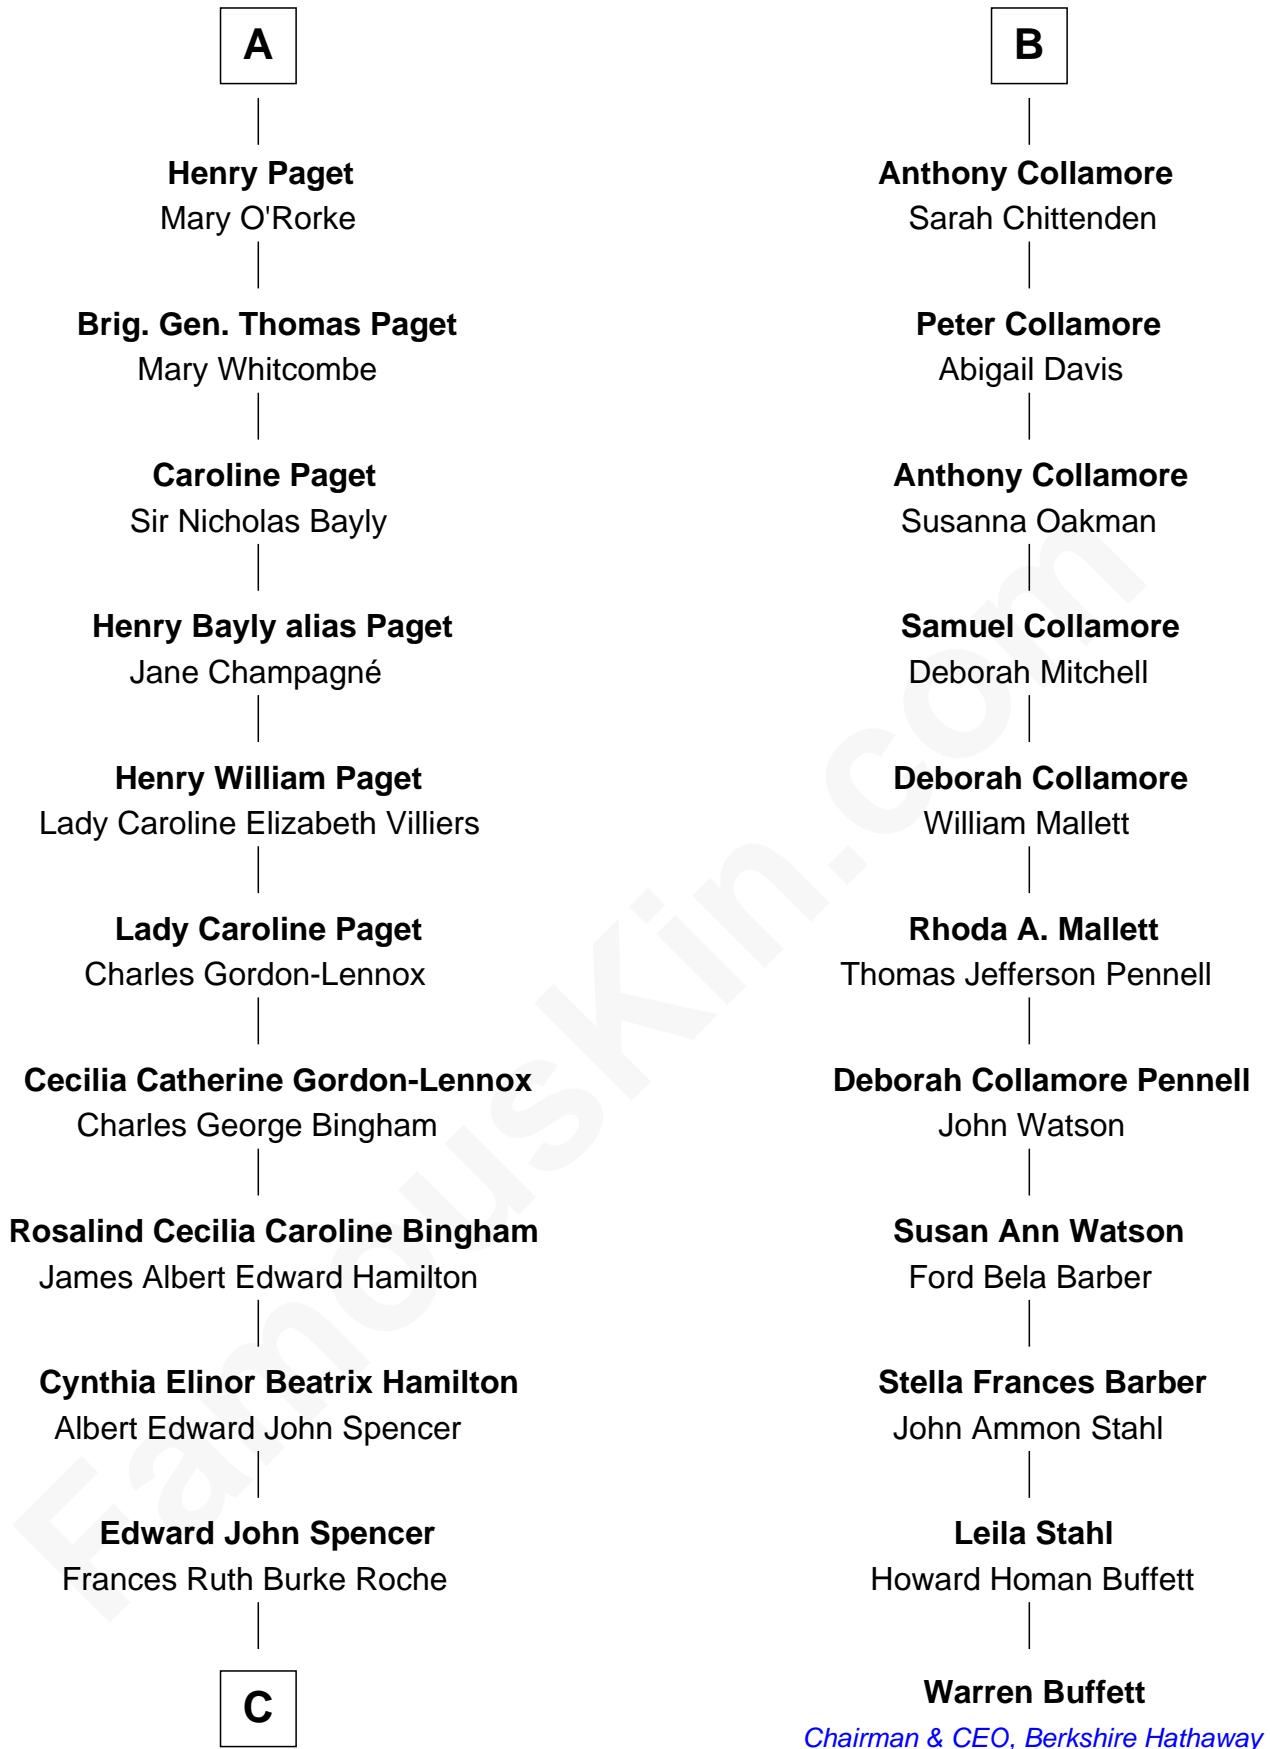 A
Henry Paget
Mary O'Rorke
Brig. Gen. Thomas Paget
Mary Whitcombe
Caroline Paget
Sir Nicholas Bayly
Henry Bayly alias Paget
Jane Champagné
Henry William Paget
Lady Caroline Elizabeth Villiers
Lady Caroline Paget
Charles Gordon-Lennox
Cecilia Catherine Gordon-Lennox
Charles George Bingham
Rosalind Cecilia Caroline Bingham
James Albert Edward Hamilton
Cynthia Elinor Beatrix Hamilton
Albert Edward John Spencer
Edward John Spencer
Frances Ruth Burke Roche
C
B
Anthony Collamore
Sarah Chittenden
Peter Collamore
Abigail Davis
Anthony Collamore
Susanna Oakman
Samuel Collamore
Deborah Mitchell
Deborah Collamore
William Mallett
Rhoda A. Mallett
Thomas Jefferson Pennell
Deborah Collamore Pennell
John Watson
Susan Ann Watson
Ford Bela Barber
Stella Frances Barber
John Ammon Stahl
Leila Stahl
Howard Homan Buffett
Warren Buffett
Chairman & CEO, Berkshire Hathaway
FamousKin.com